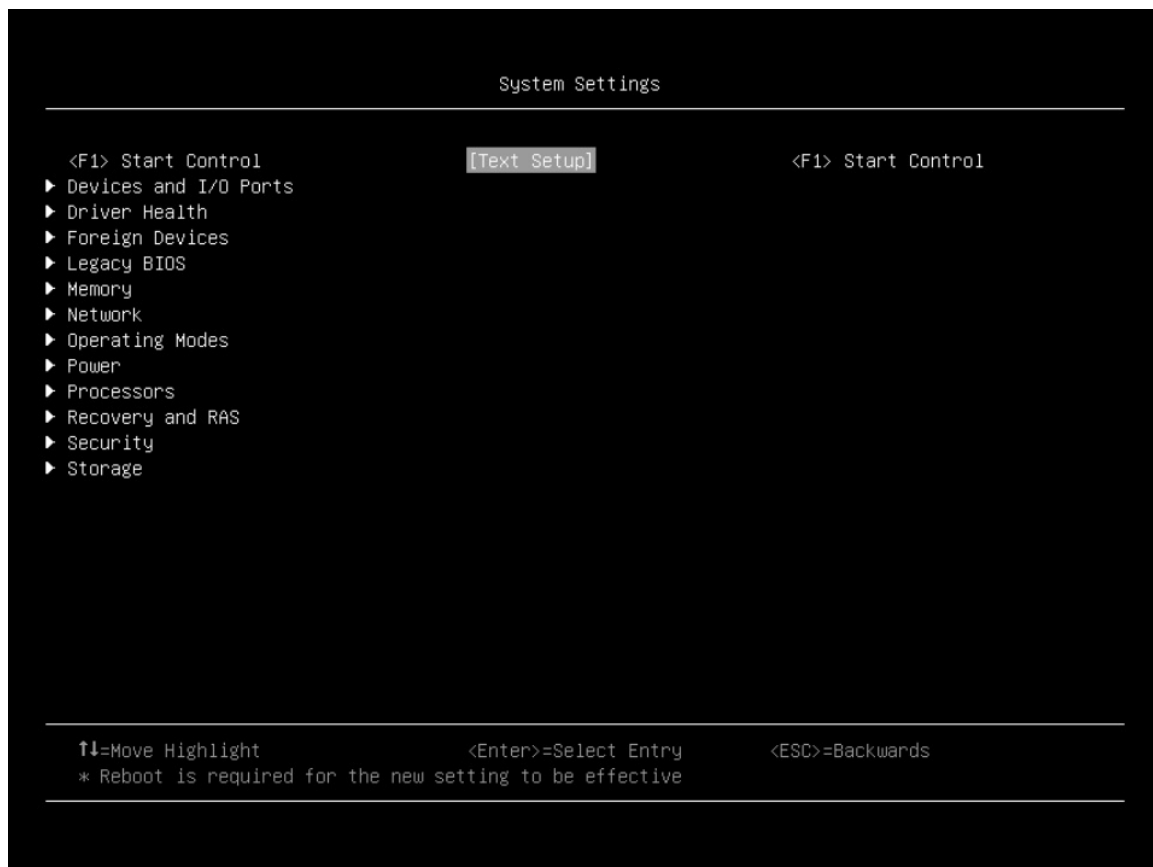 System Settings
<F1> Start Control [Text Setup] <F1> Start Control
▶ Devices and I/O Ports
▶ Driver Health
▶ Foreign Devices
▶ Legacy BIOS
▶ Memory
▶ Network
▶ Operating Modes
▶ Power
▶ Processors
▶ Recovery and RAS
▶ Security
▶ Storage
↑↓=Move Highlight <Enter>=Select Entry <ESC>=Backwards
* Reboot is required for the new setting to be effective